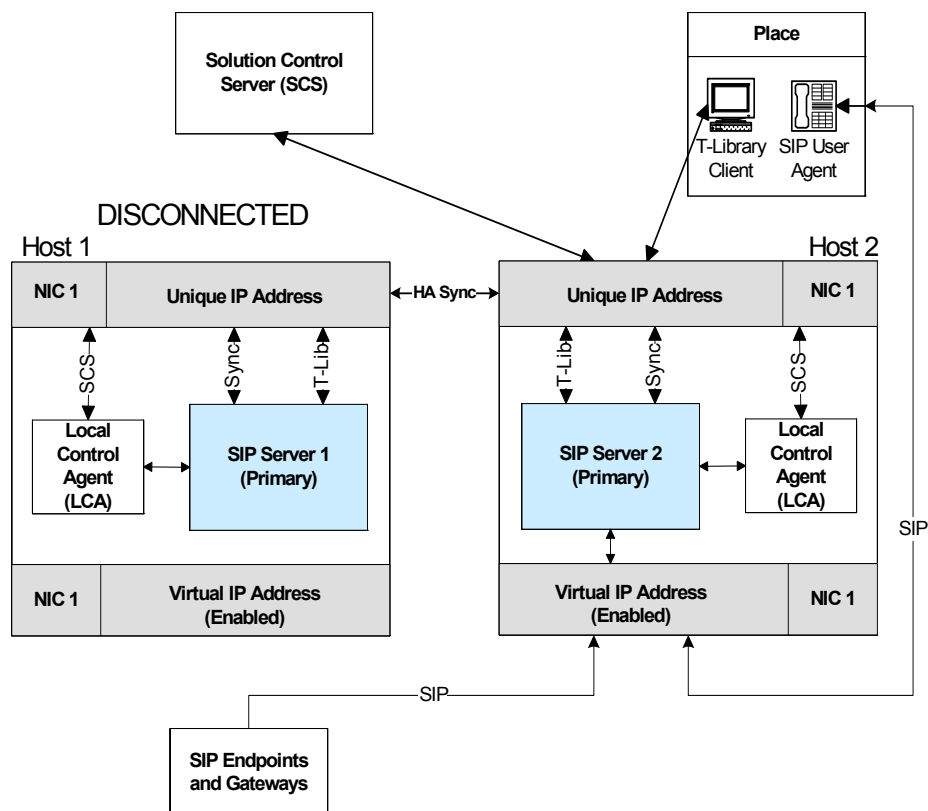 Solution Control
Server (SCS)
Place
T-Library
Client
SIP User
Agent
DISCONNECTED
Host 1
Host 2
NIC 1
Unique IP Address
HA Sync
Unique IP Address
NIC 1
SCS
Sync
T-Lib
T-Lib
Sync
SCS
Local
Control
Agent
(LCA)
SIP Server 1
(Primary)
SIP Server 2
(Primary)
Local
Control
Agent
(LCA)
SIP
NIC 1
Virtual IP Address
(Enabled)
Virtual IP Address
(Enabled)
NIC 1
SIP
SIP Endpoints
and Gateways